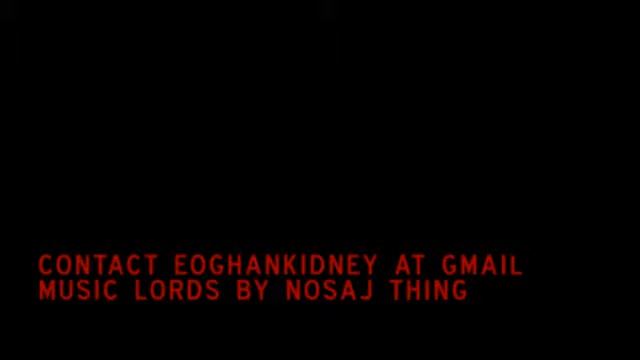 CONTACT EOGHANKIDNEY AT GMAIL
MUSIC LORDS BY NOSAJ THING